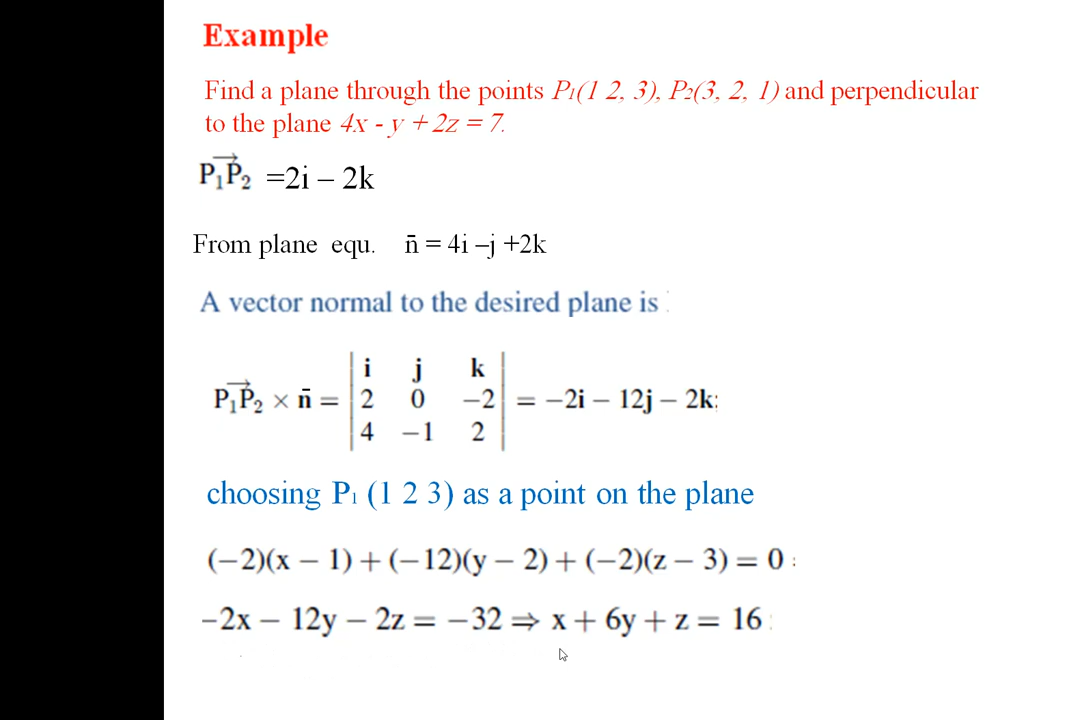 Example
Find a plane through the points P1(1 2, 3), P2(3, 2, 1) and perpendicular
to the plane 4x - y + 2z = 7.
P₁P₂ =2i – 2k
From plane equ. n̄ = 4i –j +2k
A vector normal to the desired plane is
P₁P₂ × n̄ = | i j k |
| 2 0 −2 | = −2i − 12j − 2k
| 4 −1 2 |
choosing P₁ (1 2 3) as a point on the plane
(−2)(x − 1) + (−12)(y − 2) + (−2)(z − 3) = 0
−2x − 12y − 2z = −32 ⇒ x + 6y + z = 16